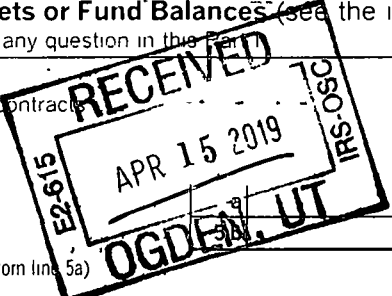 ets or Fund Balances (see the i
any question in this Part I
ontract
RECEIVED
E2-615
APR 15 2019
IRS-OSC
OGDEN, UT
a
om line 5a)